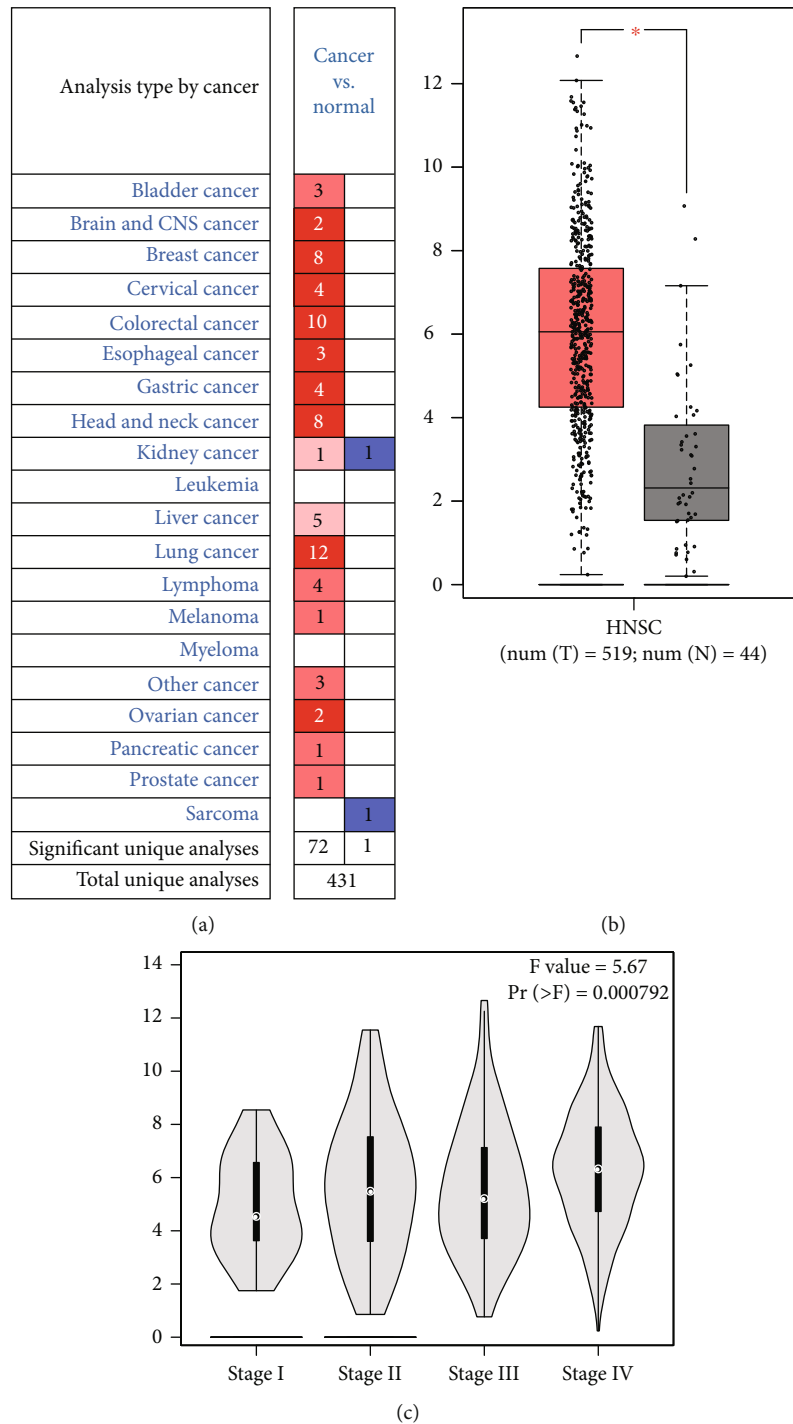 Analysis type by cancer
Cancer
vs.
normal
Bladder cancer 3
Brain and CNS cancer 2
Breast cancer 8
Cervical cancer 4
Colorectal cancer 10
Esophageal cancer 3
Gastric cancer 4
Head and neck cancer 8
Kidney cancer 1 1
Leukemia
Liver cancer 5
Lung cancer 12
Lymphoma 4
Melanoma 1
Myeloma
Other cancer 3
Ovarian cancer 2
Pancreatic cancer 1
Prostate cancer 1
Sarcoma 1
Significant unique analyses 72 1
Total unique analyses 431
(a)
*
12
10
8
6
4
2
0
HNSC
(num (T) = 519; num (N) = 44)
(b)
14
12
10
8
6
4
2
0
F value = 5.67
Pr (>F) = 0.000792
Stage I Stage II Stage III Stage IV
(c)